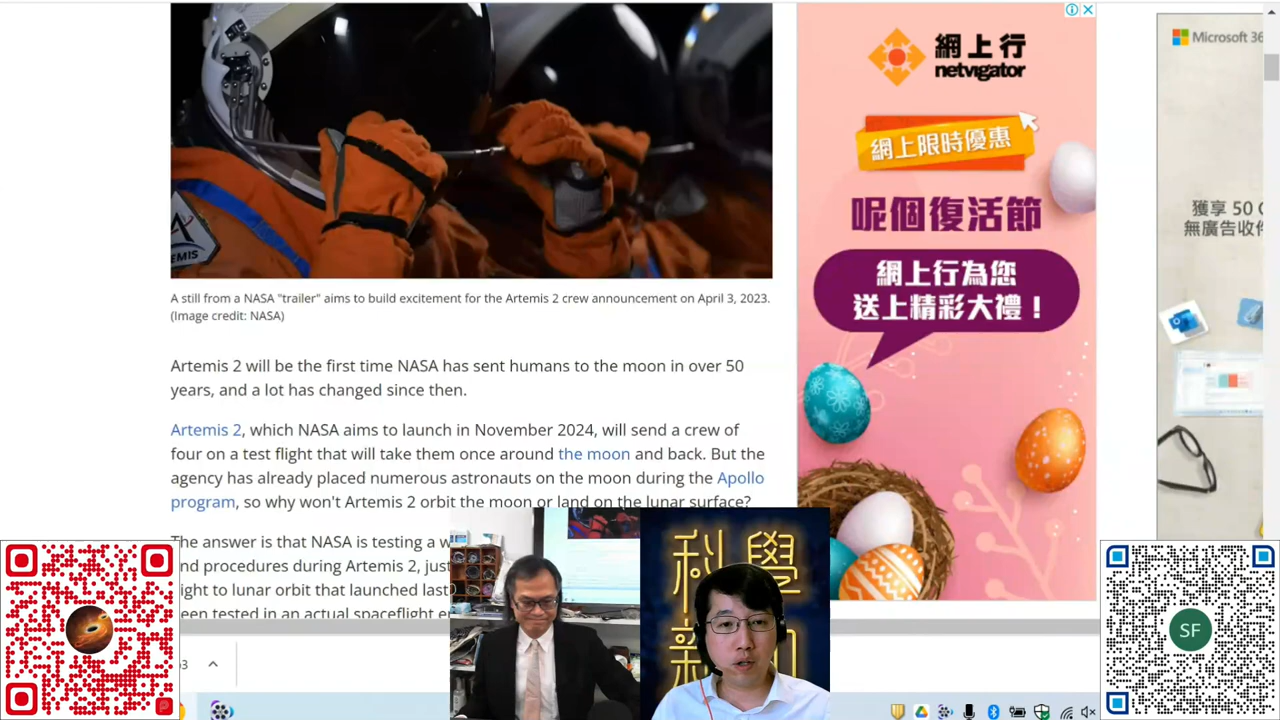 Microsoft 36
網上行
netvigator
網上限時優惠
呢個復活節
網上行為您
送上精彩大禮！
獲享 50 G
無廣告收件
A still from a NASA "trailer" aims to build excitement for the Artemis 2 crew announcement on April 3, 2023.
(Image credit: NASA)
Artemis 2 will be the first time NASA has sent humans to the moon in over 50
years, and a lot has changed since then.
Artemis 2, which NASA aims to launch in November 2024, will send a crew of
four on a test flight that will take them once around the moon and back. But the
agency has already placed numerous astronauts on the moon during the Apollo
program, so why won't Artemis 2 orbit the moon or land on the lunar surface?
The answer is that NASA is testing a w
nd procedures during Artemis 2, jus
ight to lunar orbit that launched last
een tested in an actual spaceflight e
科學
新
SF